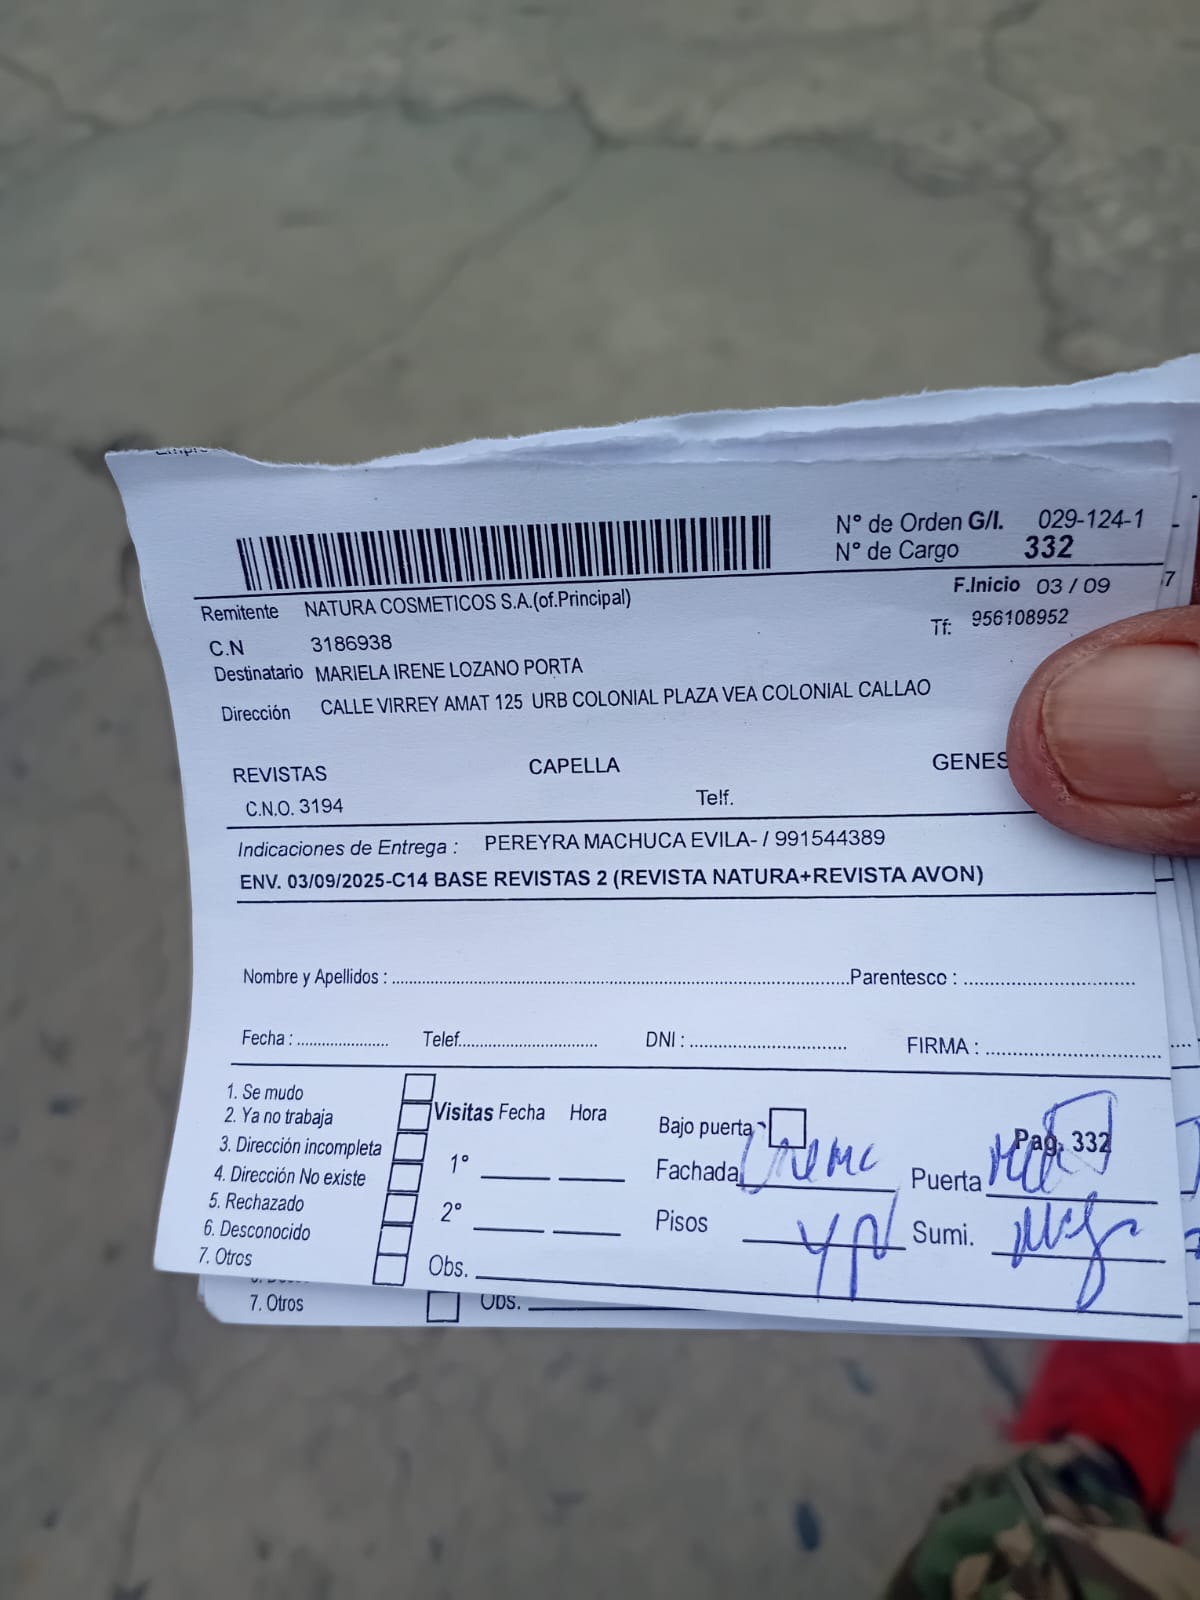 N° de Orden G/I. 029-124-1
N° de Cargo 332
Remitente NATURA COSMETICOS S.A.(of.Principal)
F.Inicio 03 / 09
C.N 3186938
Tf: 956108952
Destinatario MARIELA IRENE LOZANO PORTA
Dirección CALLE VIRREY AMAT 125 URB COLONIAL PLAZA VEA COLONIAL CALLAO
REVISTAS CAPELLA GENES
C.N.O. 3194 Telf.
Indicaciones de Entrega : PEREYRA MACHUCA EVILA- / 991544389
ENV. 03/09/2025-C14 BASE REVISTAS 2 (REVISTA NATURA+REVISTA AVON)
Nombre y Apellidos : Parentesco :
Fecha : Telef. DNI : FIRMA :
1. Se mudo
2. Ya no trabaja
3. Dirección incompleta
4. Dirección No existe
5. Rechazado
6. Desconocido
7. Otros
Visitas Fecha Hora
1°
2°
Obs.
Bajo puerta
Fachada
Pisos
Pag. 332
Puerta
Sumi.
7. Otros Obs.